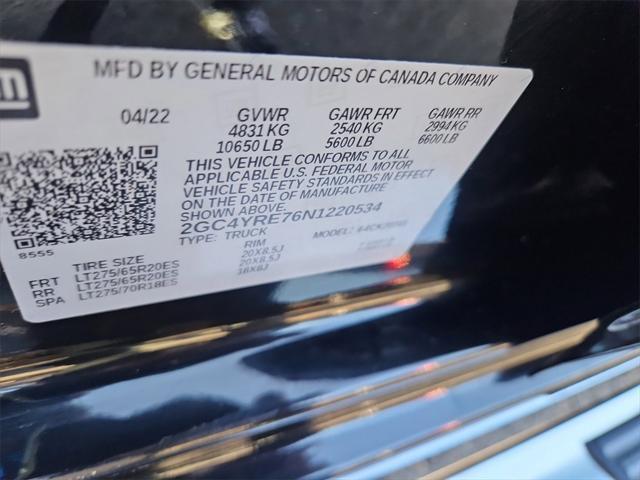 gm
MFD BY GENERAL MOTORS OF CANADA COMPANY
04/22 GVWR GAWR FRT GAWR RR
4831 KG 2540 KG 2994 KG
10650 LB 5600 LB 6600 LB
THIS VEHICLE CONFORMS TO ALL
APPLICABLE U.S. FEDERAL MOTOR
VEHICLE SAFETY STANDARDS IN EFFECT
ON THE DATE OF MANUFACTURE
SHOWN ABOVE.
2GC4YRE76N1220534
8555 TYPE: TRUCK MODEL:
TIRE SIZE RIM
FRT LT275/65R20ES 20X8.5J
RR LT275/65R20ES 20X8.5J
SPA LT275/70R18ES 18X8J